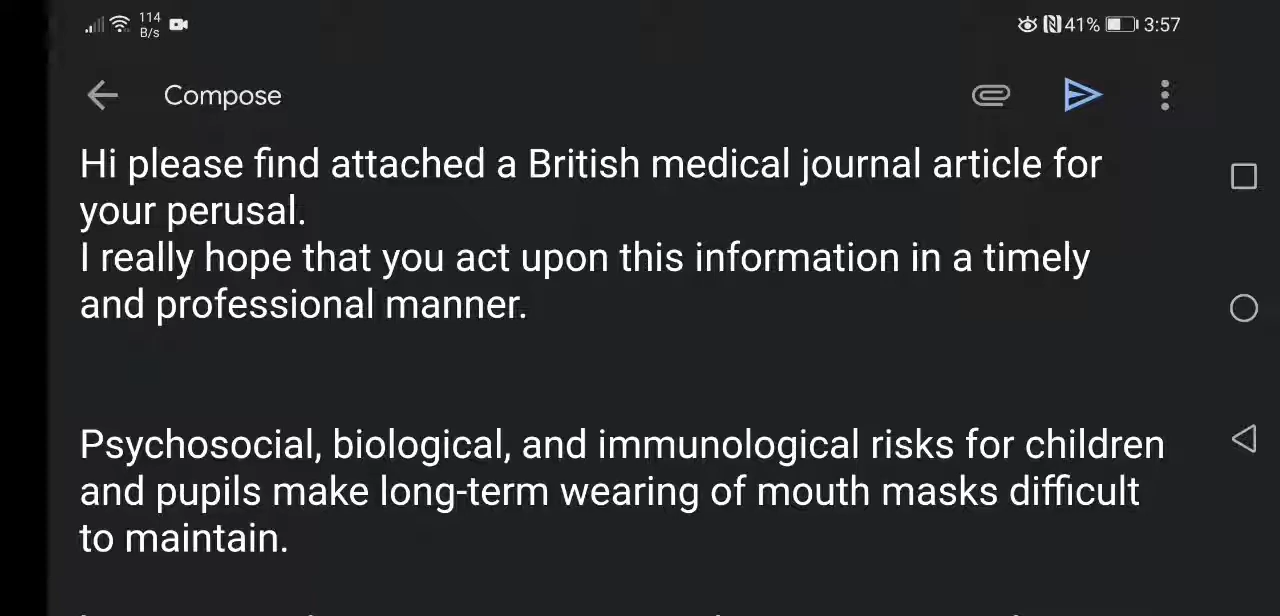 114
B/s
41% 3:57
Compose
Hi please find attached a British medical journal article for
your perusal.
I really hope that you act upon this information in a timely
and professional manner.
Psychosocial, biological, and immunological risks for children
and pupils make long-term wearing of mouth masks difficult
to maintain.